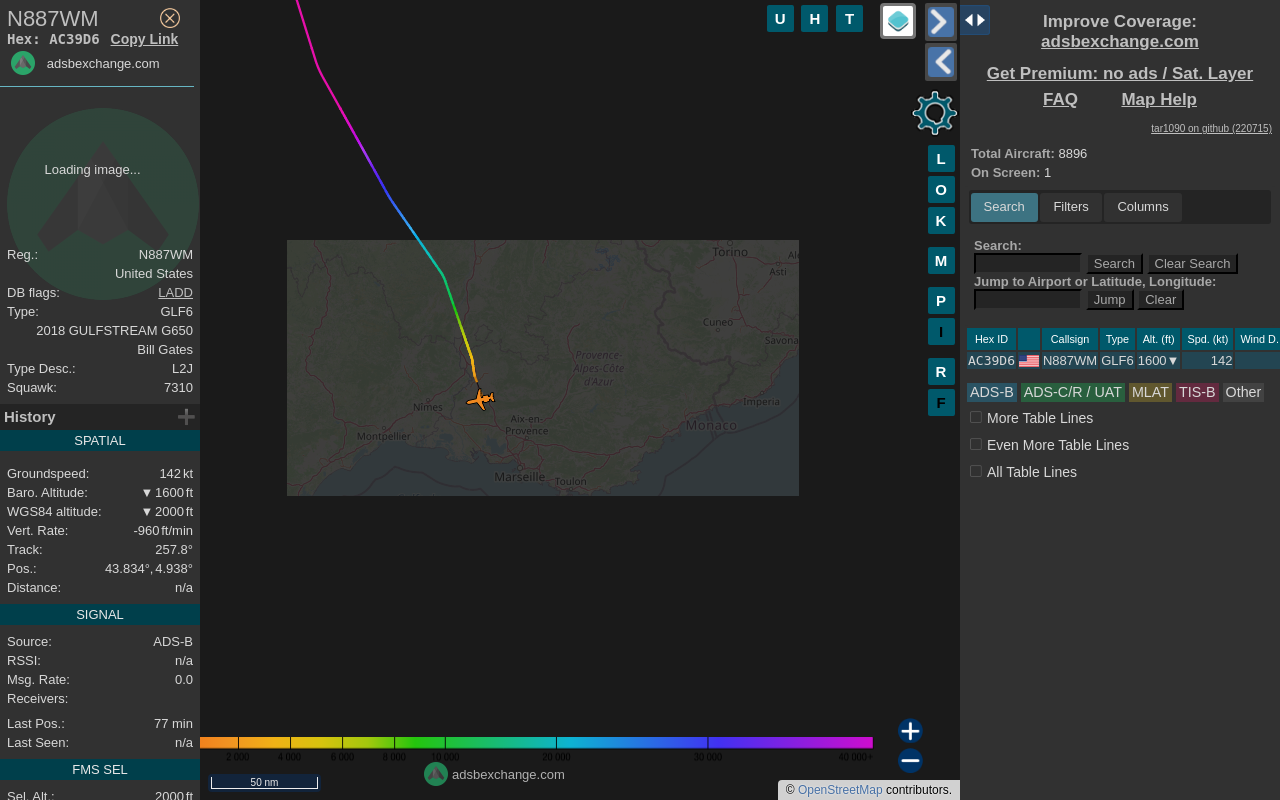 N887WM
Hex: AC39D6 Copy Link
adsbexchange.com
Loading image...
Reg.: N887WM
United States
DB flags: LADD
Type: GLF6
2018 GULFSTREAM G650
Bill Gates
Type Desc.: L2J
Squawk: 7310
History
SPATIAL
Groundspeed: 142 kt
Baro. Altitude: ▼ 1600 ft
WGS84 altitude: ▼ 2000 ft
Vert. Rate: -960 ft/min
Track: 257.8°
Pos.: 43.834°, 4.938°
Distance: n/a
SIGNAL
Source: ADS-B
RSSI: n/a
Msg. Rate: 0.0
Receivers:
Last Pos.: 77 min
Last Seen: n/a
FMS SEL
Sel. Alt.: 2000 ft
U H T
L
O
K
M
P
I
R
F
Torino
Asti
Cuneo
Savona
Provence-
Alpes-Côte
d'Azur
Nîmes
Aix-en-
Provence
Imperia
Monaco
Montpellier
Marseille
Toulon
2 000 4 000 6 000 8 000 10 000 20 000 30 000 40 000+
50 nm
adsbexchange.com
© OpenStreetMap contributors.
Improve Coverage:
adsbexchange.com
Get Premium: no ads / Sat. Layer
FAQ Map Help
tar1090 on github (220715)
Total Aircraft: 8896
On Screen: 1
Search Filters Columns
Search:
Search Clear Search
Jump to Airport or Latitude, Longitude:
Jump Clear
Hex ID Callsign Type Alt. (ft) Spd. (kt) Wind D.
AC39D6 N887WM GLF6 1600▼ 142
ADS-B ADS-C/R / UAT MLAT TIS-B Other
More Table Lines
Even More Table Lines
All Table Lines